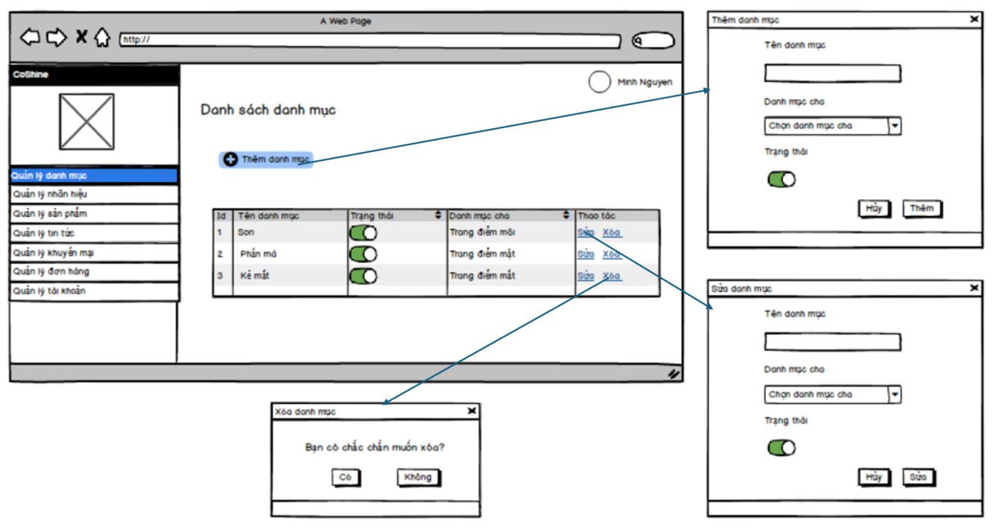 A Web Page
http://
CoShine
Minh Nguyen
Danh sách danh mục
Thêm danh mục
Quản lý danh mục
Quản lý nhãn hiệu
Quản lý sản phẩm
Quản lý tin tức
Quản lý khuyến mại
Quản lý đơn hàng
Quản lý tài khoản
Id Tên danh mục Trạng thái Danh mục cha Thao tác
1 Son Trang điểm môi Sửa Xóa
2 Phấn má Trang điểm mặt Sửa Xóa
3 Kẻ mắt Trang điểm mắt Sửa Xóa
Thêm danh mục
Tên danh mục
Danh mục cha
Chọn danh mục cha
Trạng thái
Hủy Thêm
Sửa danh mục
Tên danh mục
Danh mục cha
Chọn danh mục cha
Trạng thái
Hủy Sửa
Xóa danh mục
Bạn có chắc chắn muốn xóa?
Có Không